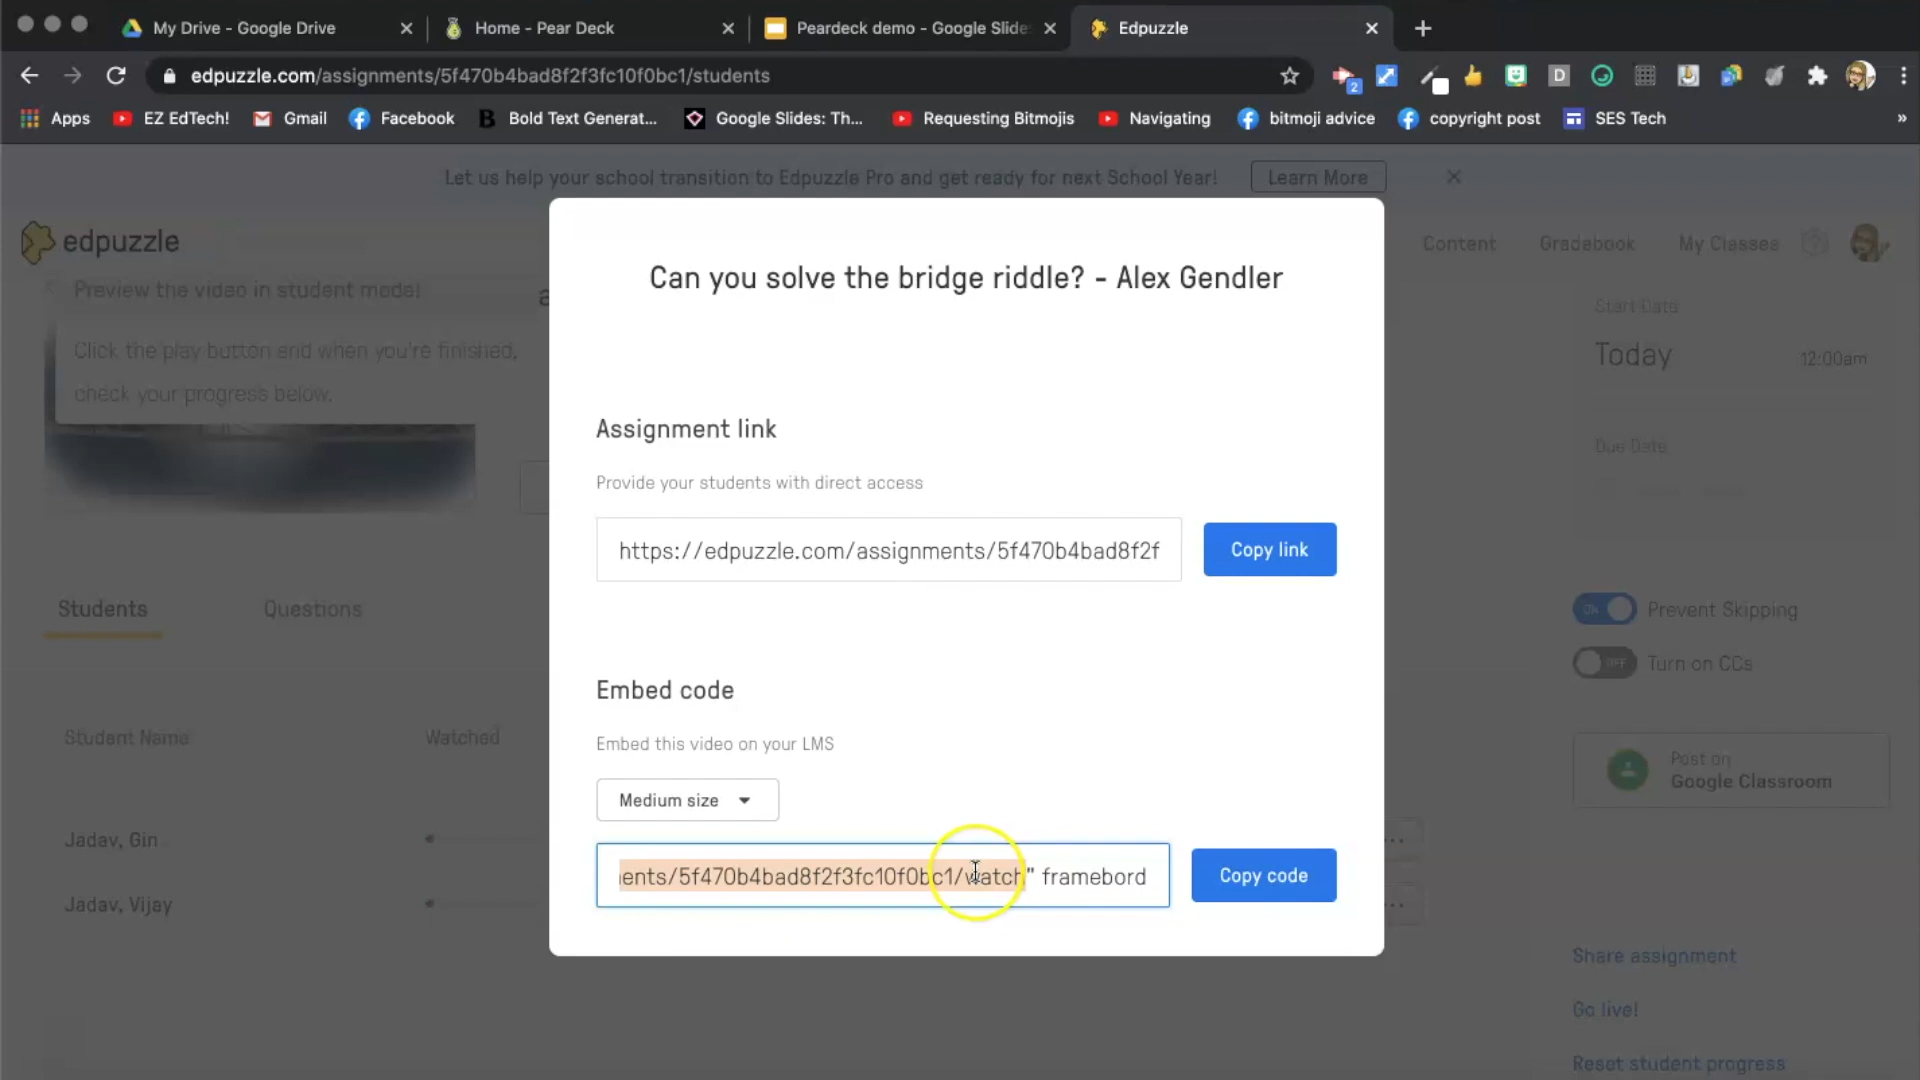 My Drive - Google Drive
Home - Pear Deck
Peardeck demo - Google Slide
Edpuzzle
edpuzzle.com/assignments/5f470b4bad8f2f3fc10f0bc1/students
2
D
Apps
EZ EdTech!
Gmail
Facebook
B Bold Text Generat...
Google Slides: Th...
Requesting Bitmojis
Navigating
bitmoji advice
copyright post
SES Tech
»
Let us help your school transition to Edpuzzle Pro and get ready for next School Year!
Learn More
edpuzzle
Content
Gradebook
My Classes
Preview the video in student mode!
Click the play button and when you're finished,
check your progress below.
Can you solve the bridge riddle? - Alex Gendler
Start Date
Today
12:00am
Due Date
Assignment link
Provide your students with direct access
https://edpuzzle.com/assignments/5f470b4bad8f2f
Copy link
Students
Questions
ON
Prevent Skipping
OFF
Turn on CCs
Embed code
Embed this video on your LMS
Medium size
Student Name
Watched
Post on
Google Classroom
Jadav, Gin
Jadav, Vijay
ents/5f470b4bad8f2f3fc10f0bc1/watch" framebord
Copy code
Share assignment
Go live!
Reset student progress